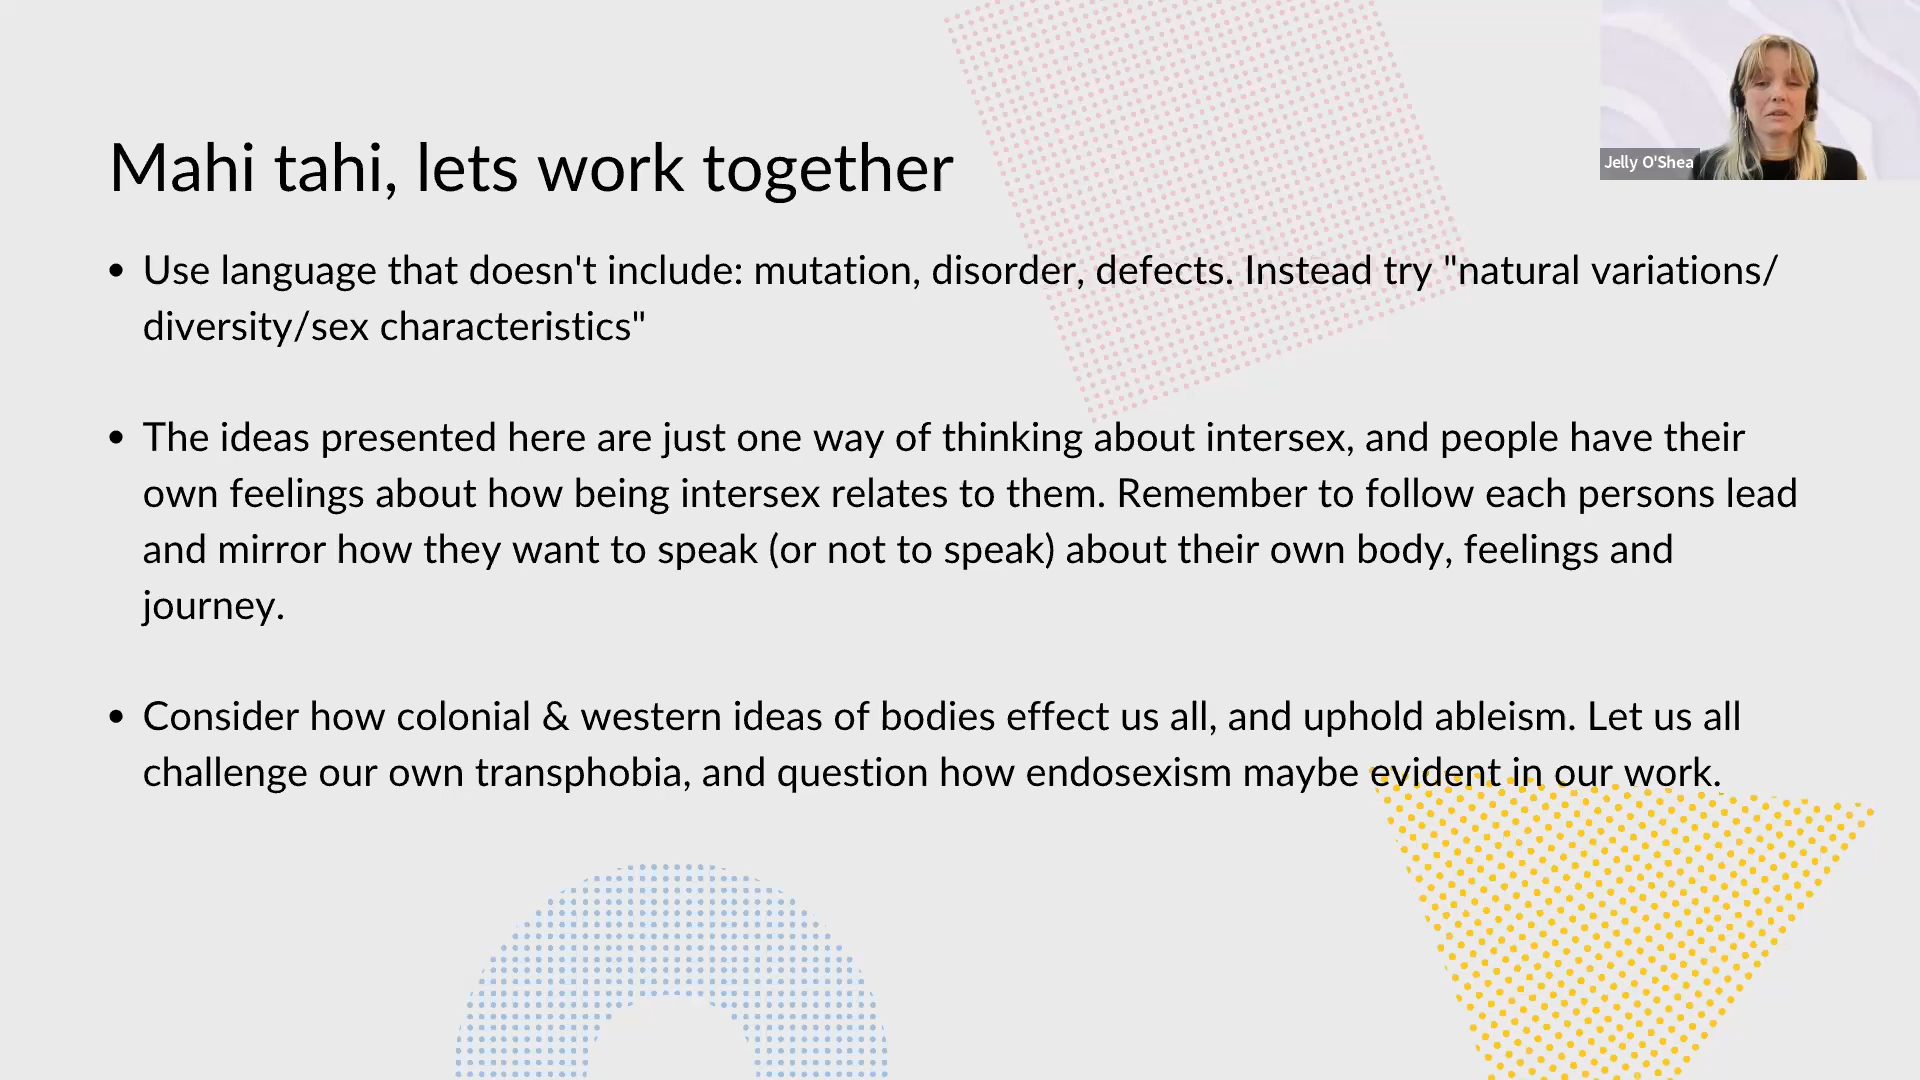 Mahi tahi, lets work together
• Use language that doesn't include: mutation, disorder, defects. Instead try "natural variations/
diversity/sex characteristics"
• The ideas presented here are just one way of thinking about intersex, and people have their
own feelings about how being intersex relates to them. Remember to follow each persons lead
and mirror how they want to speak (or not to speak) about their own body, feelings and
journey.
• Consider how colonial & western ideas of bodies effect us all, and uphold ableism. Let us all
challenge our own transphobia, and question how endosexism maybe evident in our work.
Jelly O'Shea